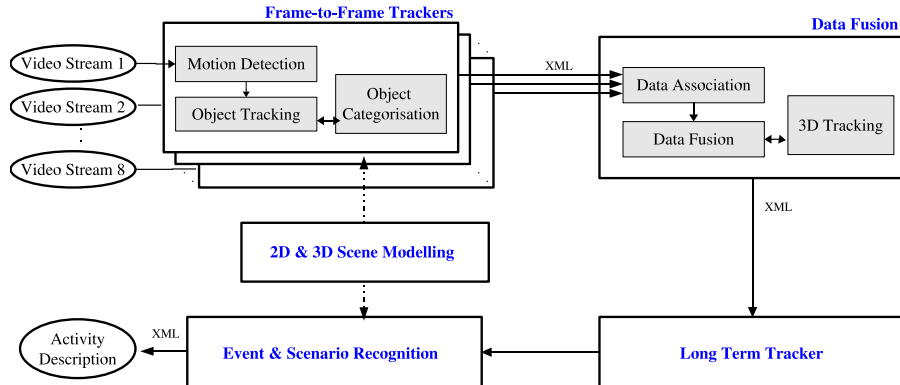 Frame-to-Frame Trackers
Data Fusion
Video Stream 1
Motion Detection
Object
Categorisation
Object Tracking
Video Stream 2
Video Stream 8
XML
Data Association
Data Fusion
3D Tracking
XML
2D & 3D Scene Modelling
Activity
Description
XML
Event & Scenario Recognition
Long Term Tracker